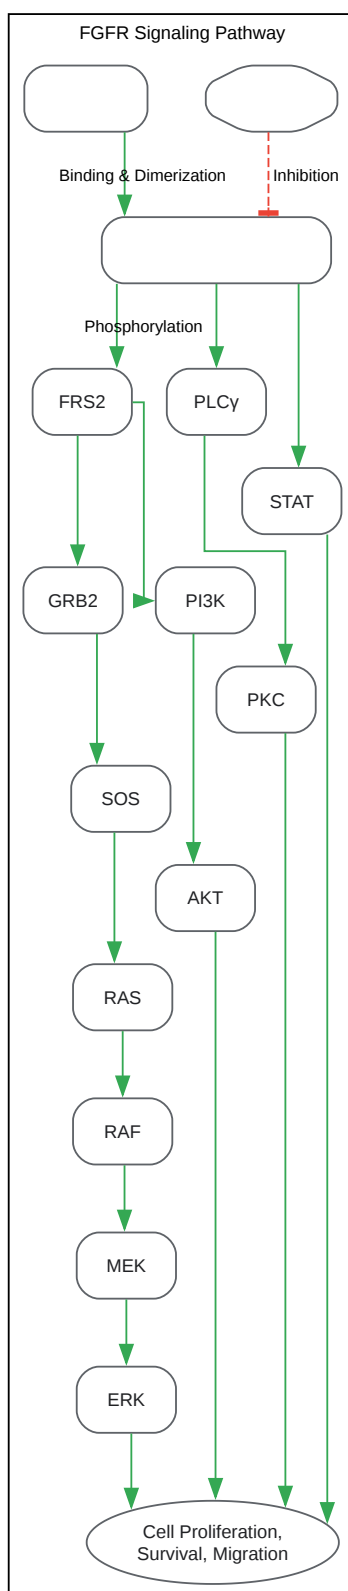 FGFR Signaling Pathway
Binding & Dimerization
Inhibition
Phosphorylation
FRS2
PLCγ
STAT
GRB2
PI3K
PKC
SOS
AKT
RAS
RAF
MEK
ERK
Cell Proliferation,
Survival, Migration